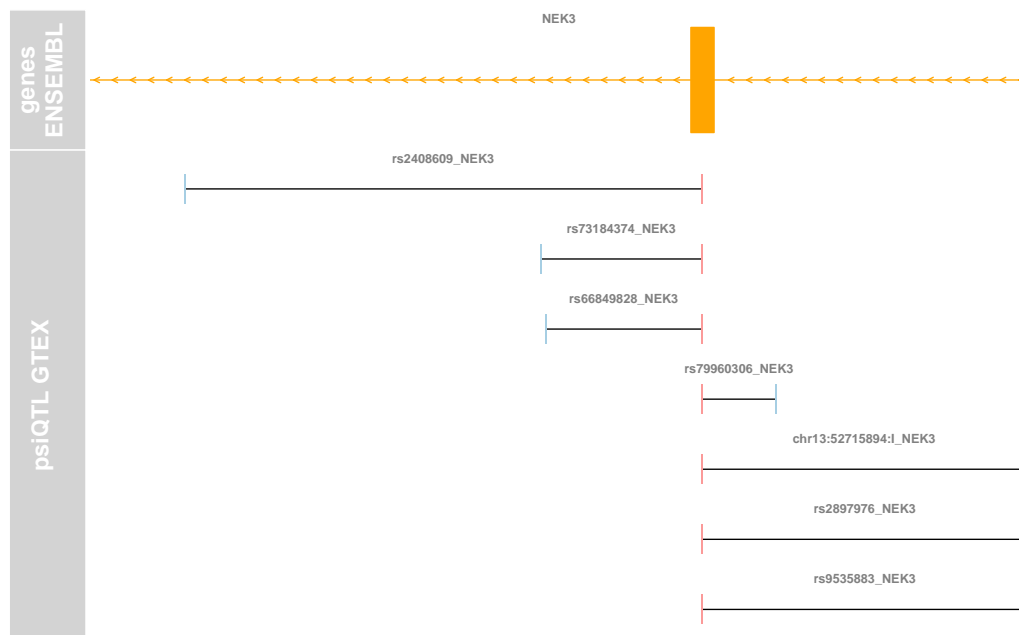 NEK3
genes
ENSEMBL
rs2408609_NEK3
rs73184374_NEK3
rs66849828_NEK3
rs79960306_NEK3
chr13:52715894:I_NEK3
rs2897976_NEK3
rs9535883_NEK3
psiQTL GTEX